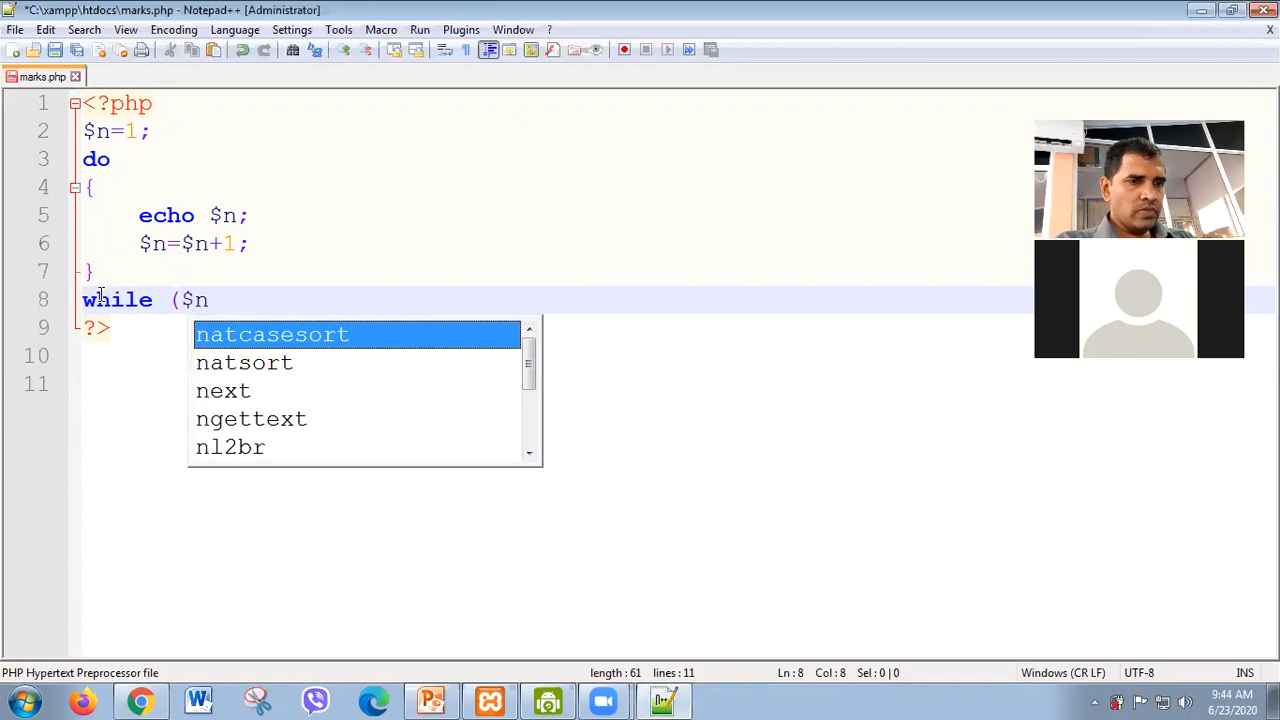 *C:\xampp\htdocs\marks.php - Notepad++ [Administrator]
File Edit Search View Encoding Language Settings Tools Macro Run Plugins Window ? X
marks.php
1 <?php
2 $n=1;
3 do
4 {
5 echo $n;
6 $n=$n+1;
7 }
8 while ($n
9 ?>
10
11
natcasesort
natsort
next
ngettext
nl2br
PHP Hypertext Preprocessor file length : 61 lines : 11 Ln : 8 Col : 8 Sel : 0 | 0 Windows (CR LF) UTF-8 INS
9:44 AM
6/23/2020